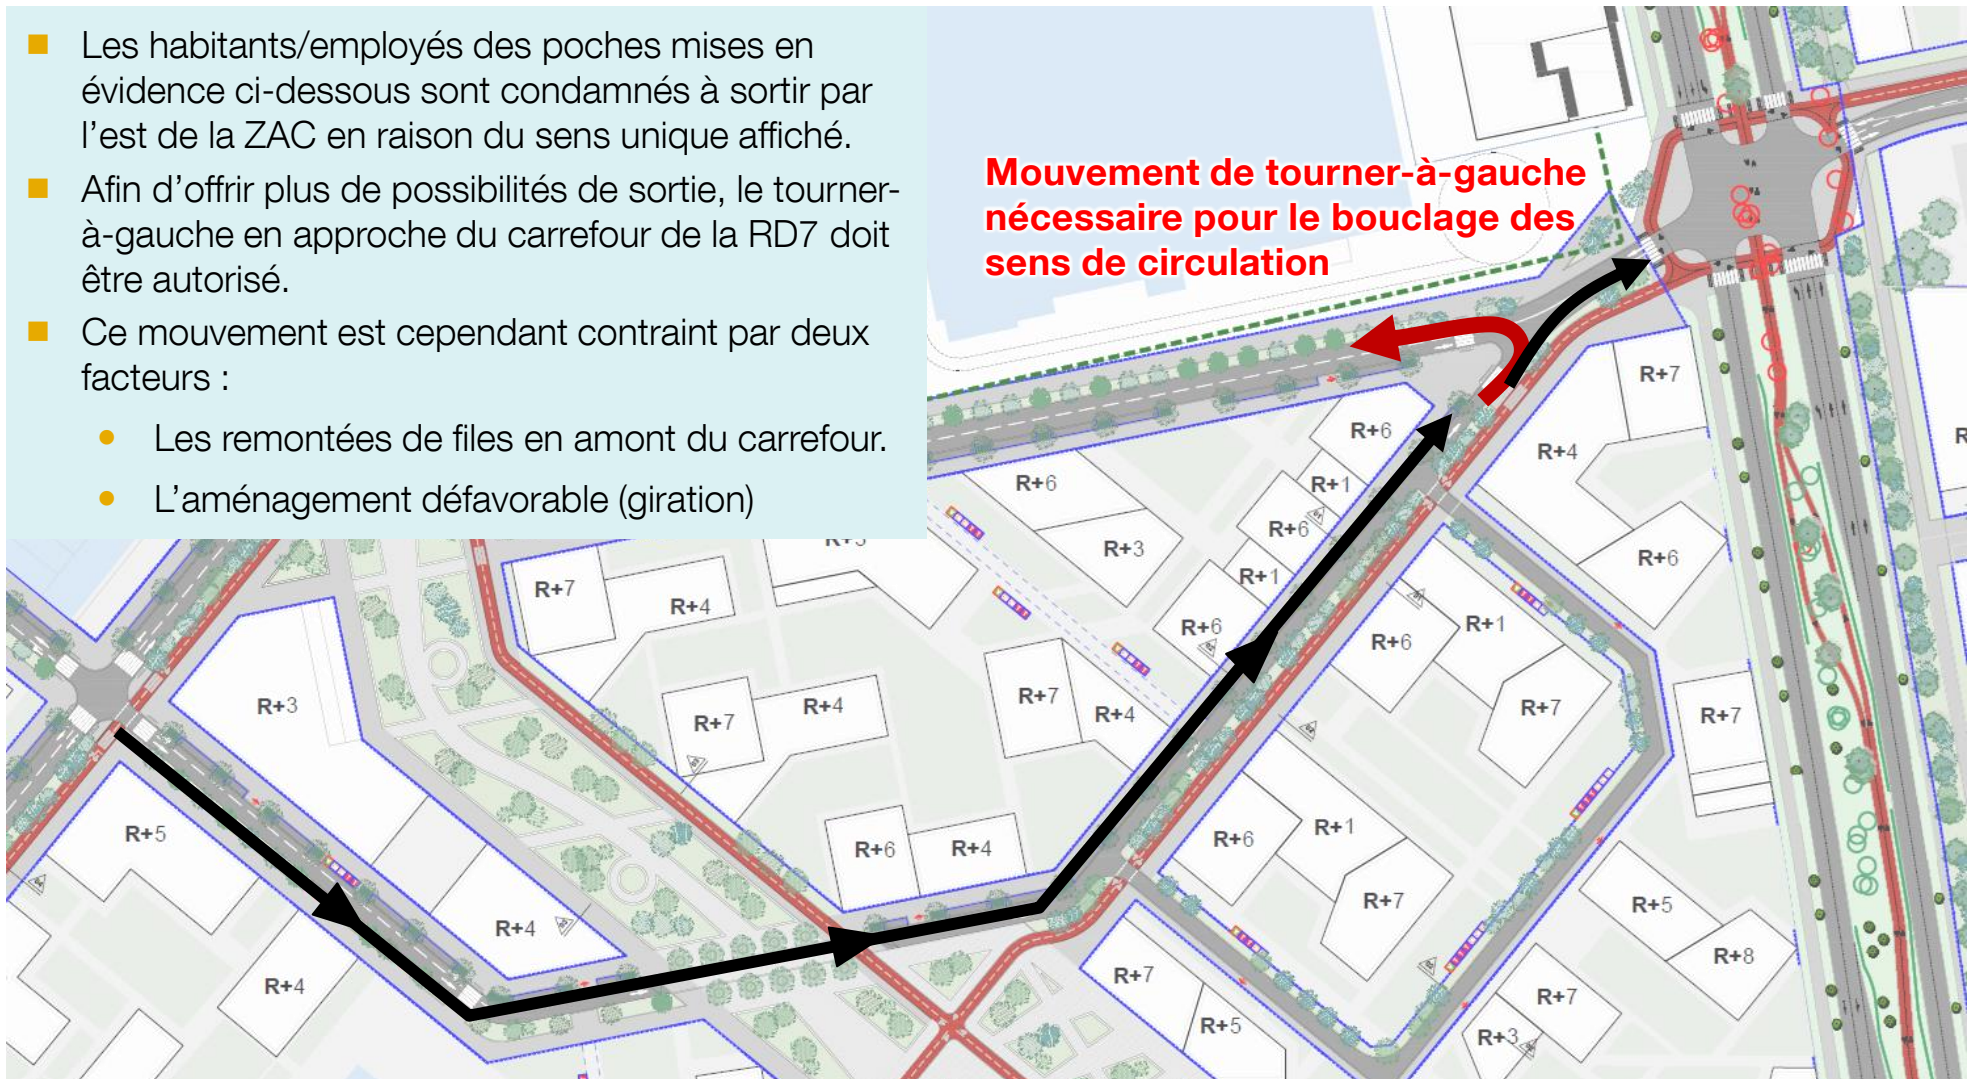 Les habitants/employés des poches mises en
évidence ci-dessous sont condamnés à sortir par
l’est de la ZAC en raison du sens unique affiché.
Afin d’offrir plus de possibilités de sortie, le tourner-
à-gauche en approche du carrefour de la RD7 doit
être autorisé.
Ce mouvement est cependant contraint par deux
facteurs :
Les remontées de files en amont du carrefour.
L’aménagement défavorable (giration)
Mouvement de tourner-à-gauche
nécessaire pour le bouclage des
sens de circulation
R+7
R+6
R+4
R+6
R+1
R+6
R+3
R+6
R+1
R+7
R+4
R+6
R+1
R+6
R+7
R+4
R+7
R+4
R+3
R+7
R+7
R+5
R+6
R+4
R+6
R+1
R+7
R+5
R+4
R+8
R+4
R+7
R+7
R+5
R+3